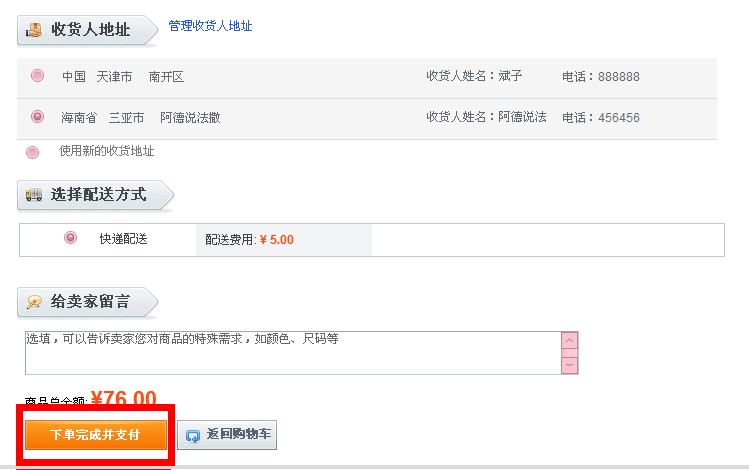 收货人地址 管理收货人地址
中国 天津市 南开区 收货人姓名：斌子 电话：888888
海南省 三亚市 阿德说法撒 收货人姓名：阿德说法 电话：456456
使用新的收货地址
选择配送方式
快递配送 配送费用: ¥ 5.00
给卖家留言
选填，可以告诉卖家您对商品的特殊需求，如颜色、尺码等
商品总金额: ¥76.00
下单完成并支付 返回购物车